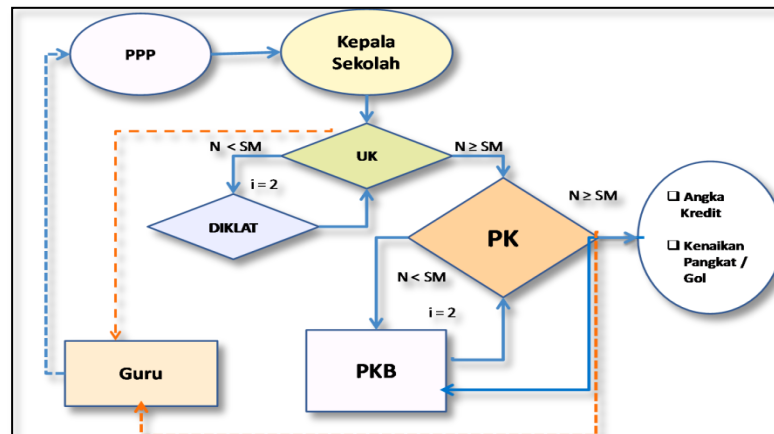 PPP
Kepala
Sekolah
N < SM
UK
N ≥ SM
i = 2
DIKLAT
PK
N ≥ SM
❑ Angka
Kredit
❑ Kenaikan
Pangkat /
Gol
N < SM
i = 2
Guru
PKB